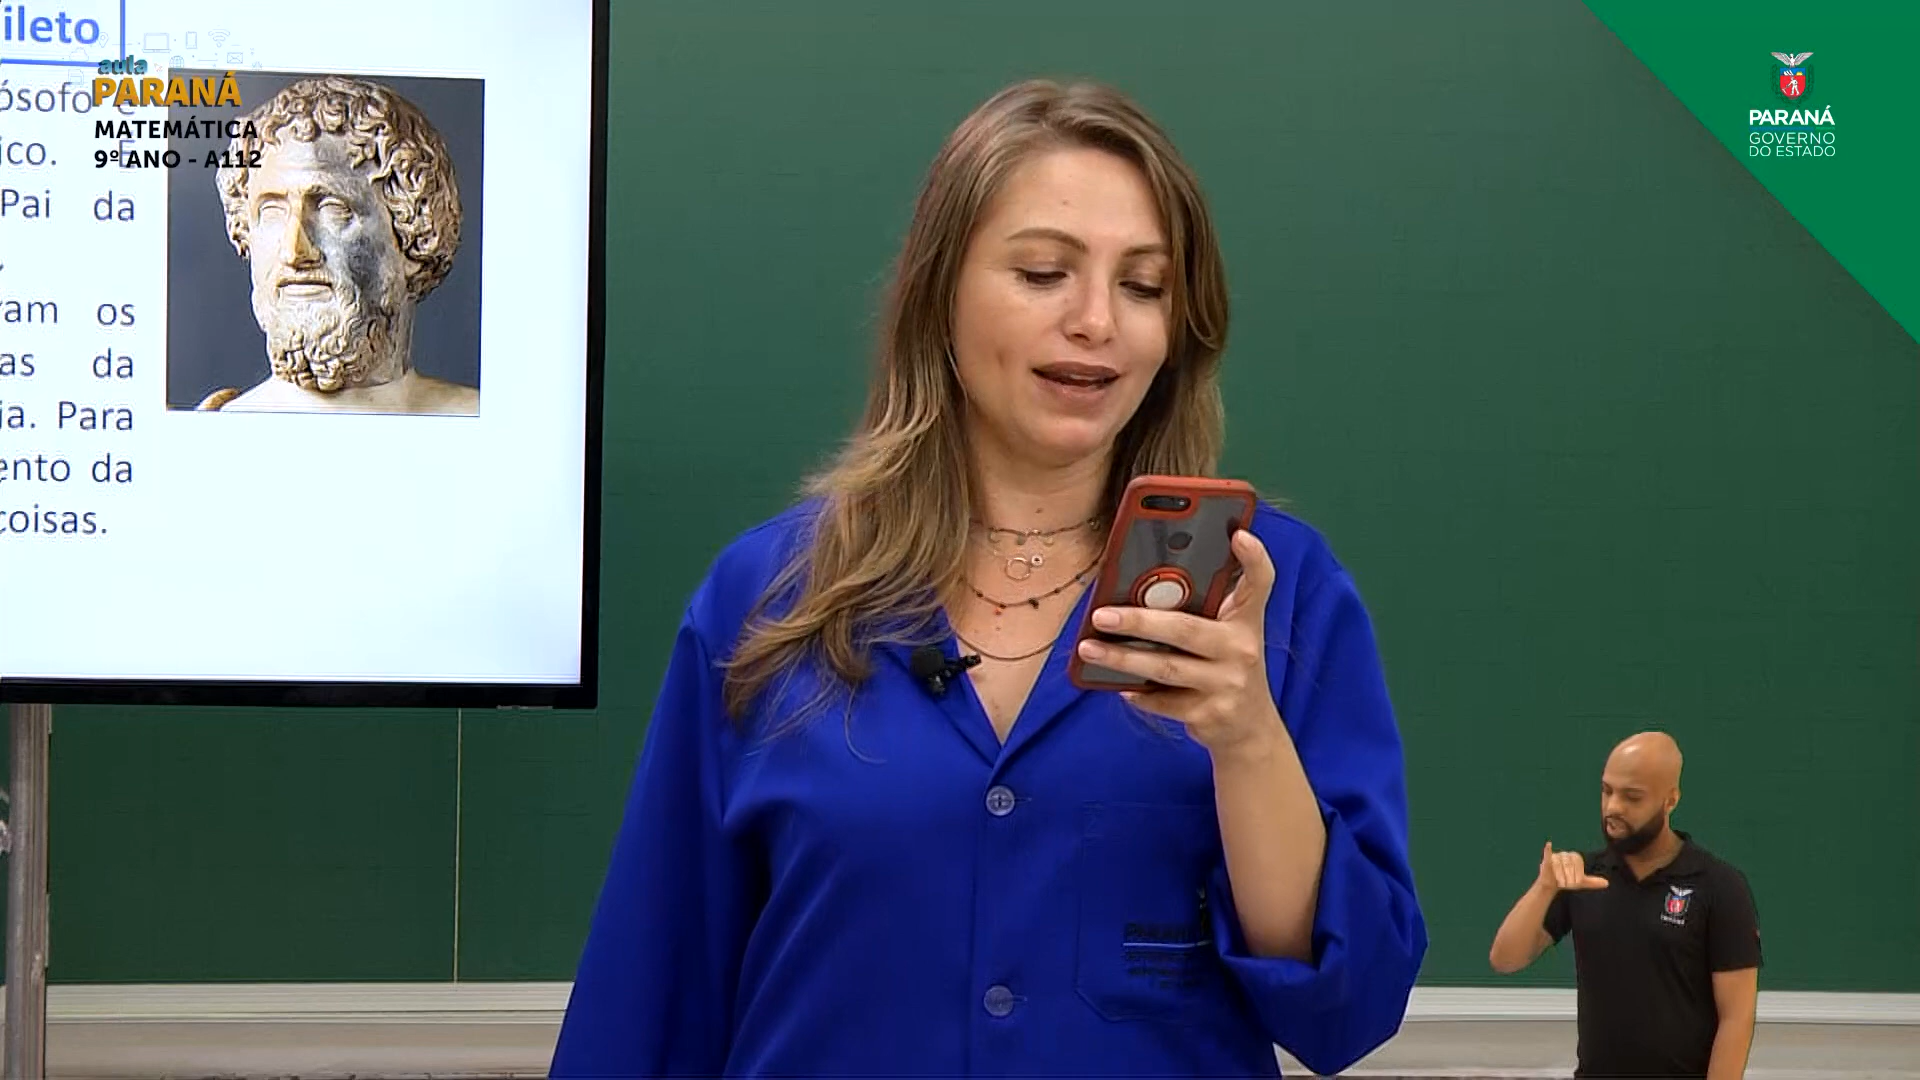 ileto
aula
PARANÁ
MATEMÁTICA
9º ANO - A112
ósofo e
ico. E
Pai da
vam os
as da
ia. Para
ento da
coisas.
PARANÁ
GOVERNO
DO ESTADO